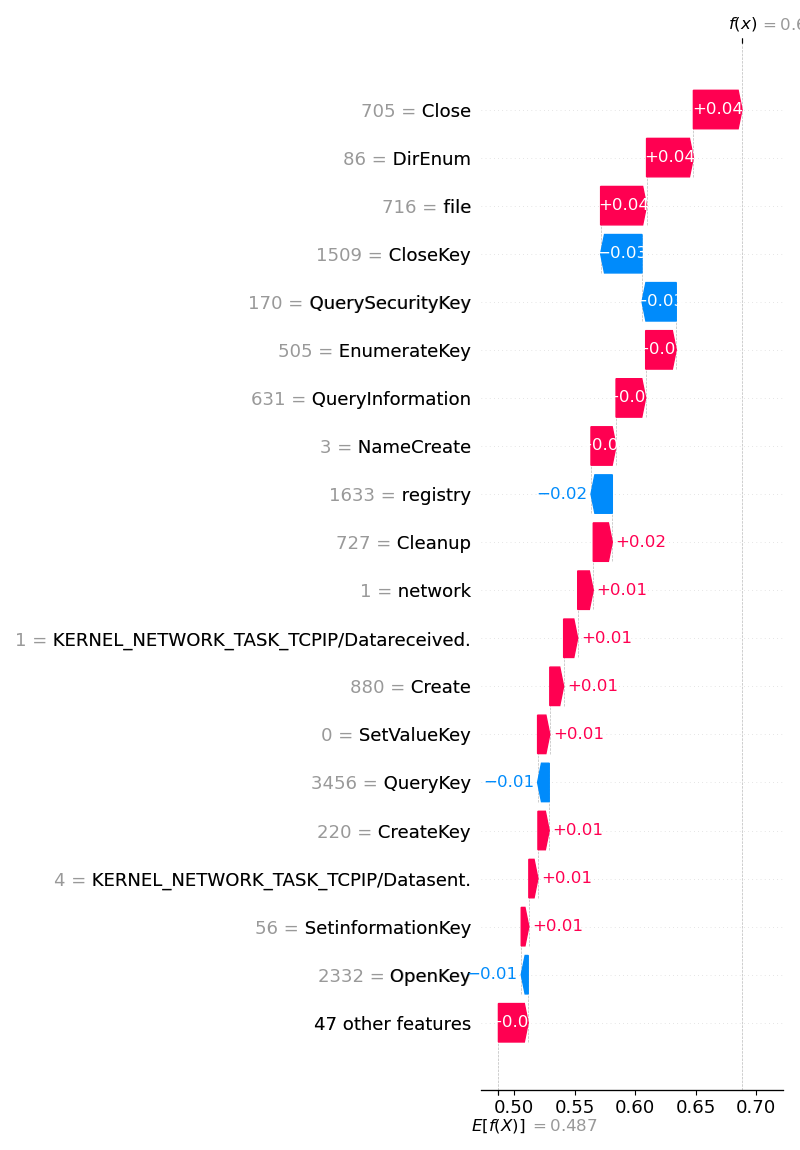 f(x) = 0.6
705 = Close +0.04
86 = DirEnum +0.04
716 = file +0.04
1509 = CloseKey −0.03
170 = QuerySecurityKey −0.03
505 = EnumerateKey
631 = QueryInformation
3 = NameCreate
1633 = registry −0.02
727 = Cleanup +0.02
1 = network +0.01
1 = KERNEL_NETWORK_TASK_TCPIP/Datareceived. +0.01
880 = Create +0.01
0 = SetValueKey +0.01
3456 = QueryKey −0.01
220 = CreateKey +0.01
4 = KERNEL_NETWORK_TASK_TCPIP/Datasent. +0.01
56 = SetinformationKey +0.01
2332 = OpenKey −0.01
47 other features
0.50 0.55 0.60 0.65 0.70
E[f(X)] = 0.487